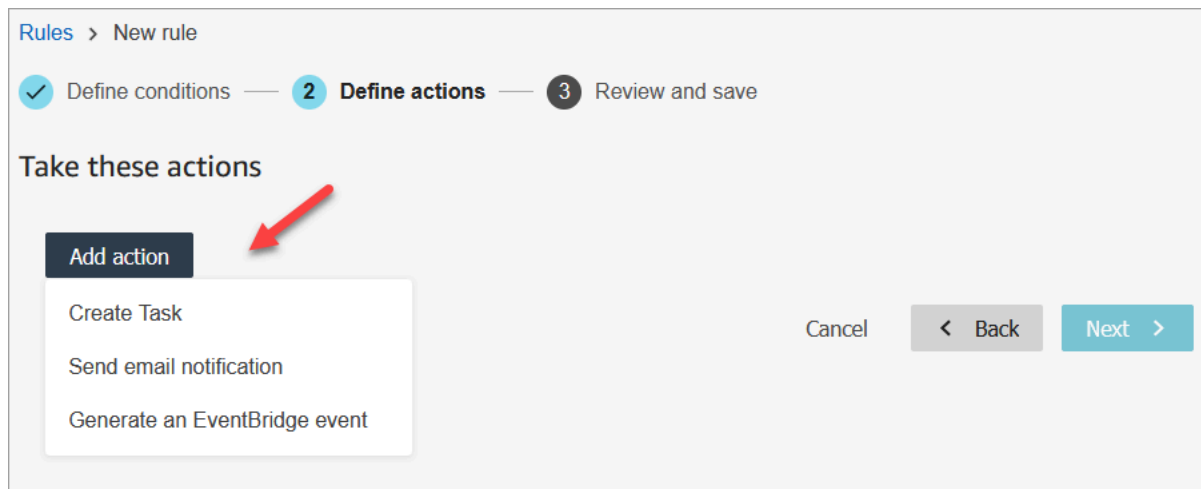 Rules > New rule
Define conditions 2 Define actions 3 Review and save
Take these actions
Add action
Create Task
Send email notification
Generate an EventBridge event
Cancel < Back Next >